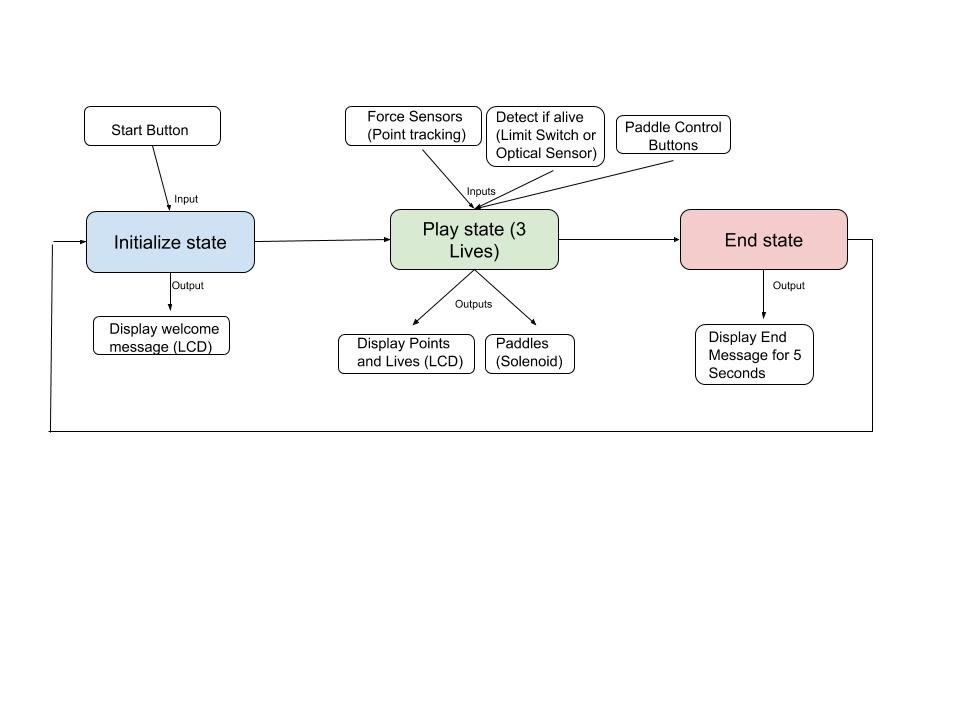 Start Button
Force Sensors
(Point tracking)
Detect if alive
(Limit Switch or
Optical Sensor)
Paddle Control
Buttons
Input
Inputs
Initialize state
Play state (3
Lives)
End state
Output
Outputs
Output
Display welcome
message (LCD)
Display Points
and Lives (LCD)
Paddles
(Solenoid)
Display End
Message for 5
Seconds